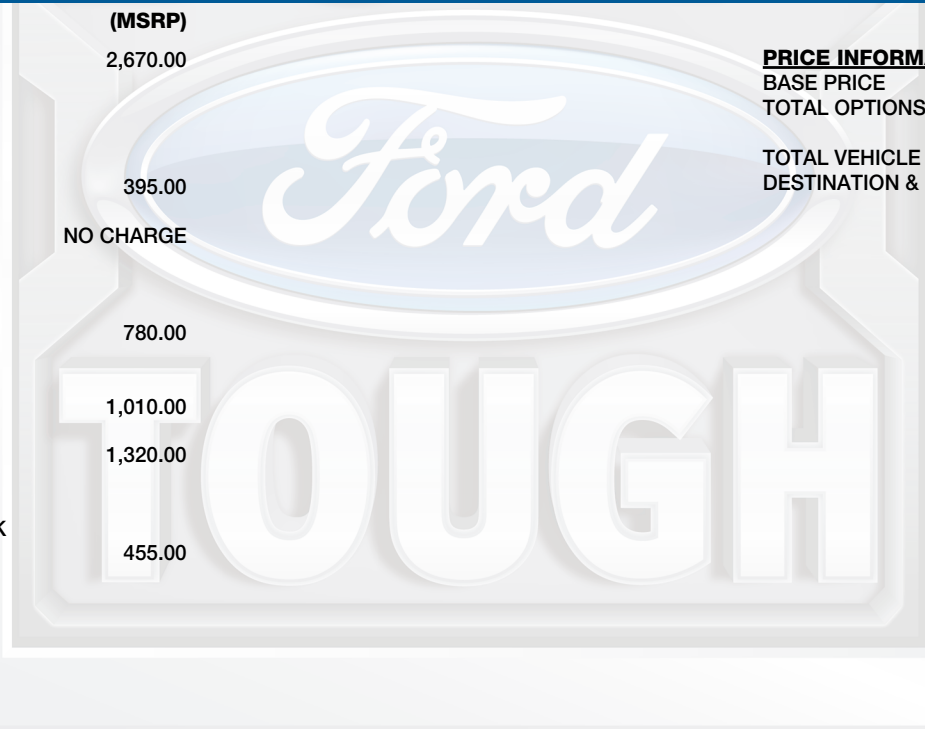 (MSRP)
2,670.00
395.00
NO CHARGE
780.00
1,010.00
1,320.00
K
455.00
PRICE INFORMA
BASE PRICE
TOTAL OPTIONS
TOTAL VEHICLE
DESTINATION &
Ford
TOUGH